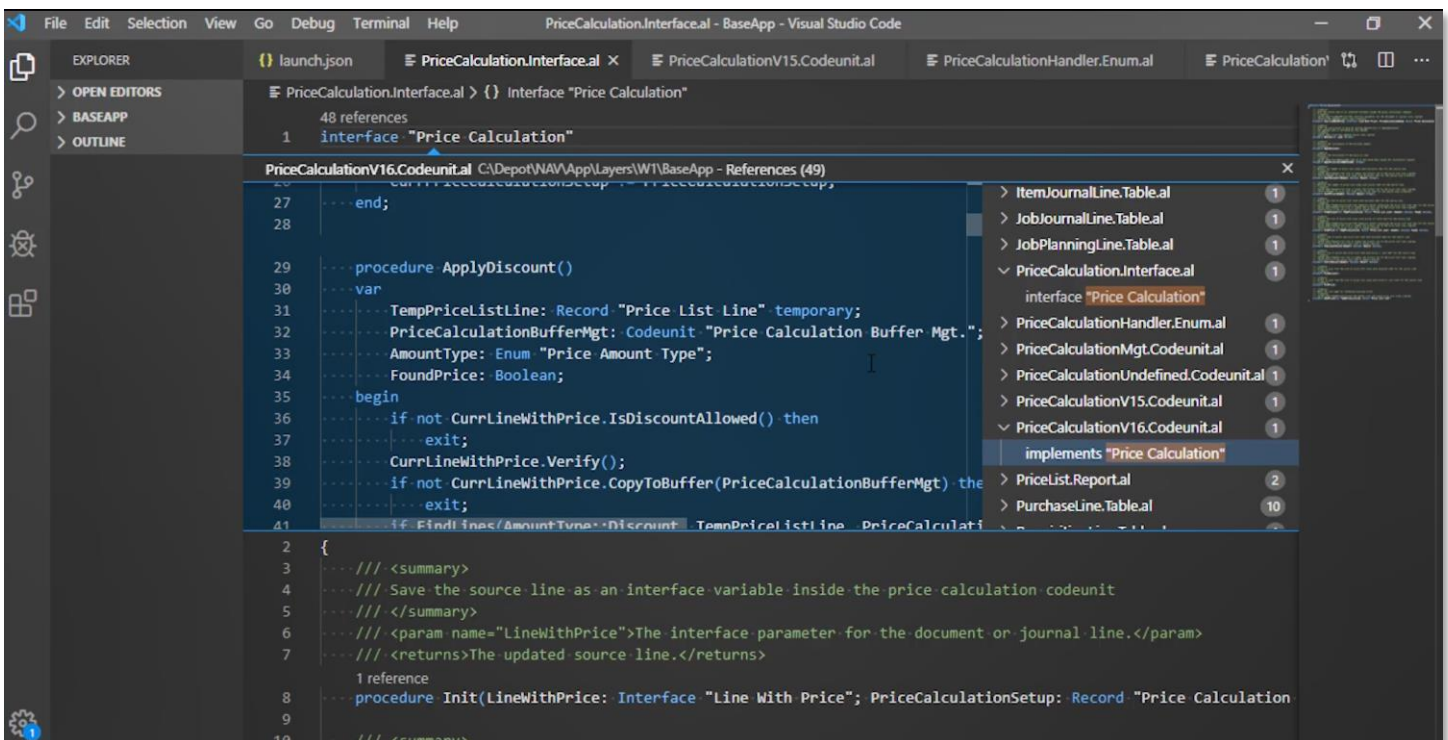 File Edit Selection View Go Debug Terminal Help PriceCalculation.Interface.al - BaseApp - Visual Studio Code
EXPLORER
{} launch.json PriceCalculation.Interface.al × PriceCalculationV15.Codeunit.al PriceCalculationHandler.Enum.al PriceCalculation
> OPEN EDITORS
> BASEAPP
> OUTLINE
PriceCalculation.Interface.al > {} Interface "Price Calculation"
48 references
1 interface "Price Calculation"
PriceCalculationV16.Codeunit.al C:\Depot\NAV\App\Layers\W1\BaseApp - References (49)
27 end;
28
29 procedure ApplyDiscount()
30 var
31 TempPriceListLine: Record "Price List Line" temporary;
32 PriceCalculationBufferMgt: Codeunit "Price Calculation Buffer Mgt.";
33 AmountType: Enum "Price Amount Type";
34 FoundPrice: Boolean;
35 begin
36 if not CurrLineWithPrice.IsDiscountAllowed() then
37 exit;
38 CurrLineWithPrice.Verify();
39 if not CurrLineWithPrice.CopyToBuffer(PriceCalculationBufferMgt) the
40 exit;
41 if FindLines(AmountType::Discount, TempPriceListLine, PriceCalculati
> ItemJournalLine.Table.al 1
> JobJournalLine.Table.al 1
> JobPlanningLine.Table.al 1
PriceCalculation.Interface.al 1
interface "Price Calculation"
> PriceCalculationHandler.Enum.al 1
> PriceCalculationMgt.Codeunit.al 1
> PriceCalculationUndefined.Codeunit.al 1
> PriceCalculationV15.Codeunit.al 1
PriceCalculationV16.Codeunit.al 1
implements "Price Calculation"
> PriceList.Report.al 2
> PurchaseLine.Table.al 10
2 {
3 /// <summary>
4 /// Save the source line as an interface variable inside the price calculation codeunit
5 /// </summary>
6 /// <param name="LineWithPrice">The interface parameter for the document or journal line.</param>
7 /// <returns>The updated source line.</returns>
1 reference
8 procedure Init(LineWithPrice: Interface "Line With Price"; PriceCalculationSetup: Record "Price Calculation
9
10 /// <summary>
1